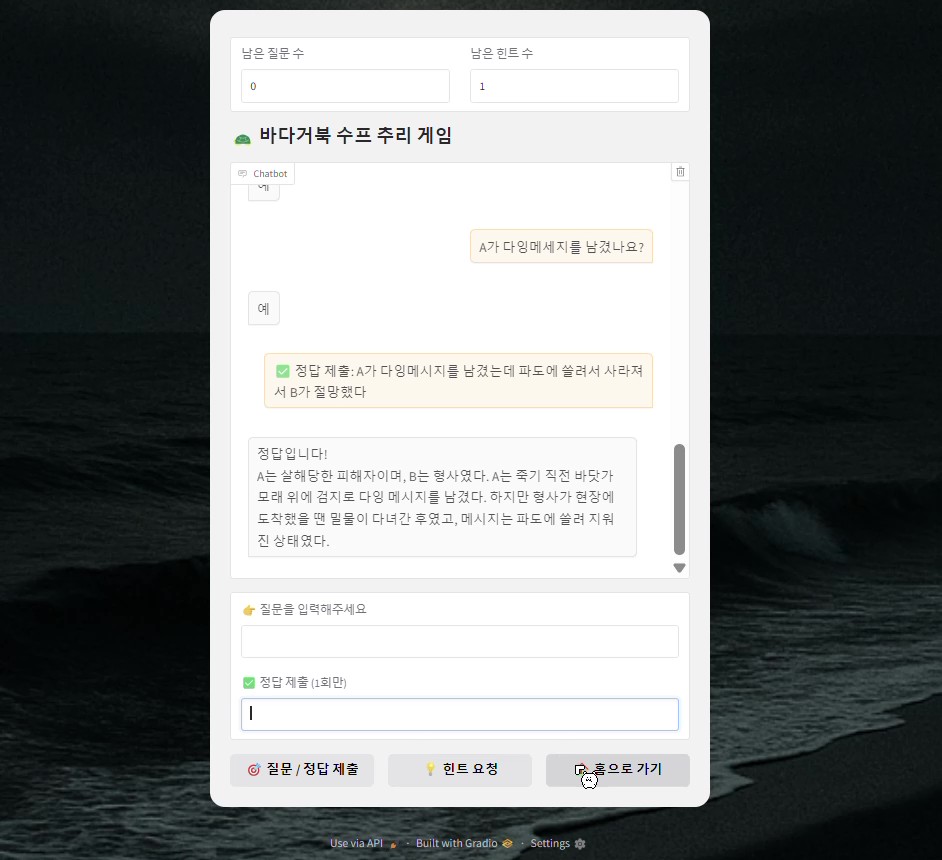 남은 질문 수
남은 힌트 수
0
1
바다거북 수프 추리 게임
Chatbot
예
A가 다잉메세지를 남겼나요?
예
정답 제출: A가 다잉메시지를 남겼는데 파도에 쓸려서 사라져
서 B가 절망했다
정답입니다!
A는 살해당한 피해자이며, B는 형사였다. A는 죽기 직전 바닷가
모래 위에 검지로 다잉 메시지를 남겼다. 하지만 형사가 현장에
도착했을 땐 밀물이 다녀간 후였고, 메시지는 파도에 쓸려 지워
진 상태였다.
질문을 입력해주세요
정답 제출 (1회만)
질문 / 정답 제출
힌트 요청
홈으로 가기
Use via API · Built with Gradio · Settings